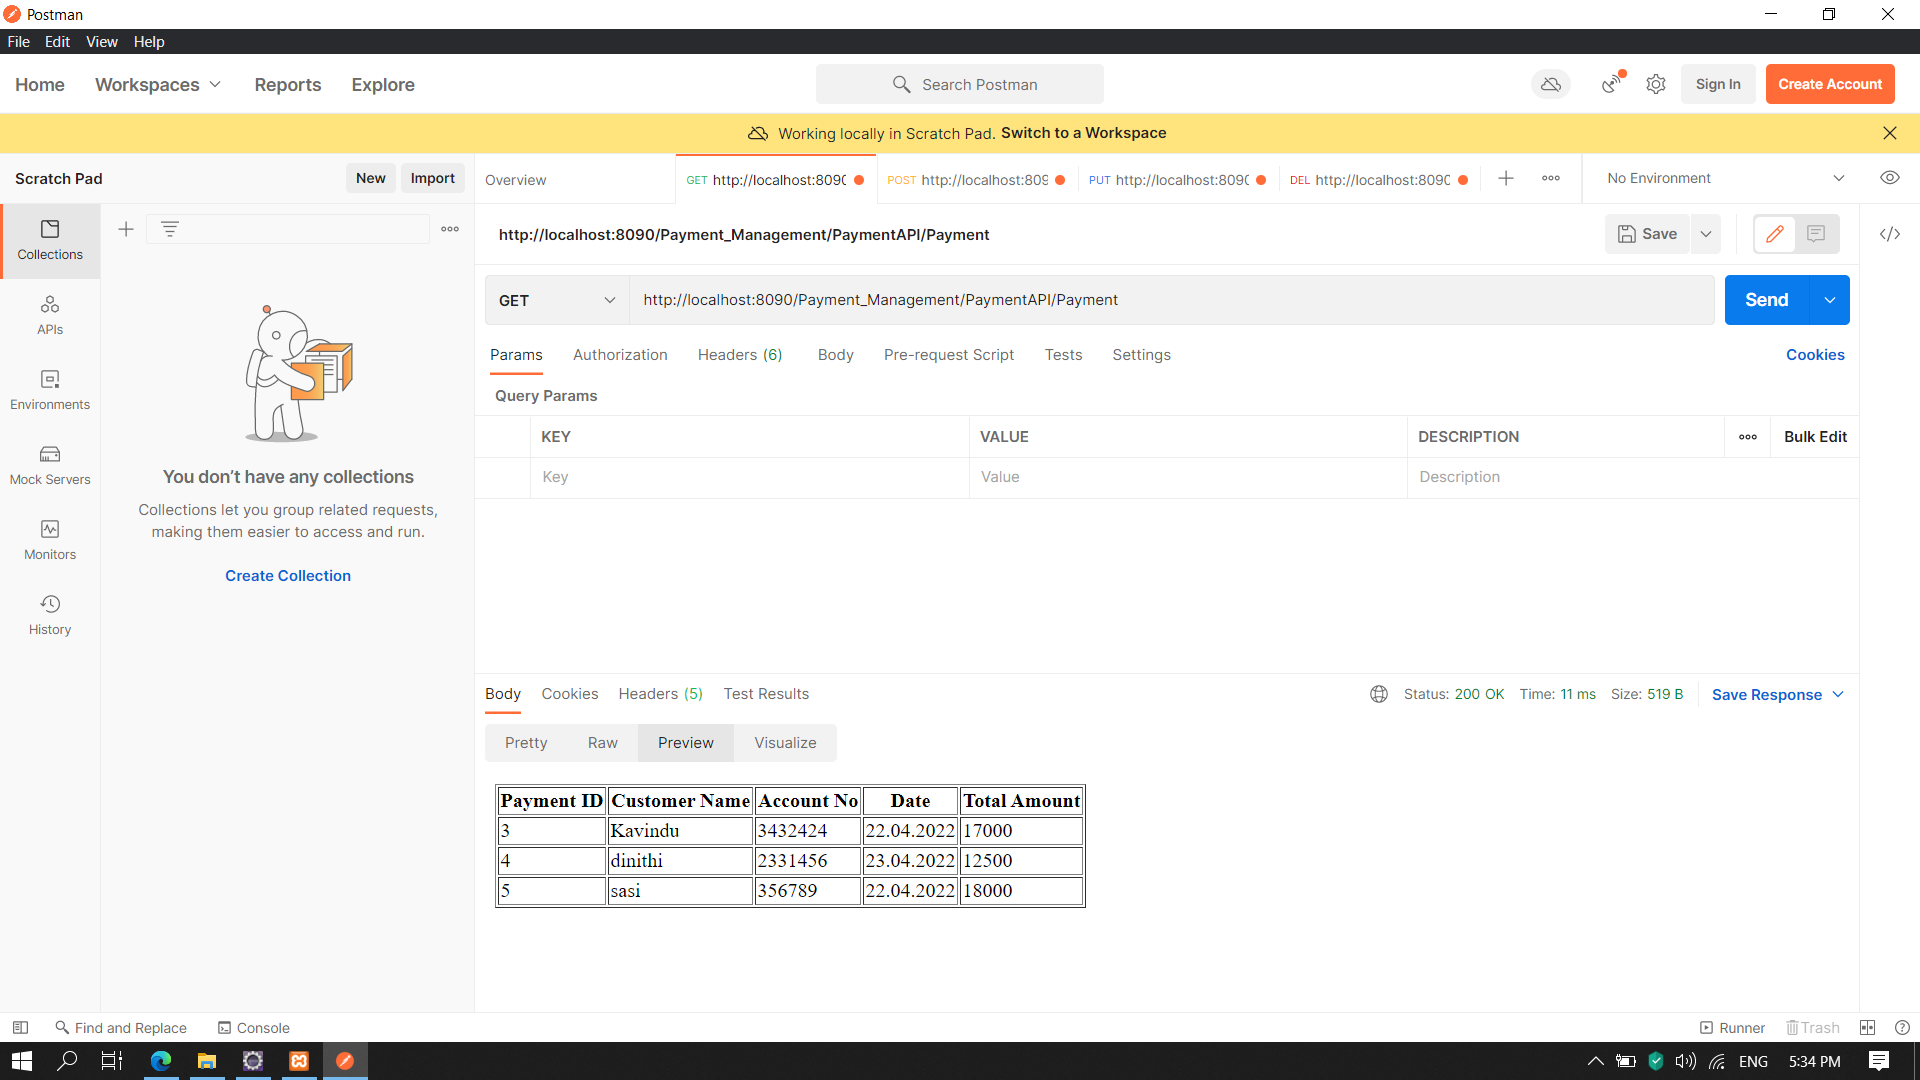 Postman
File Edit View Help
Home Workspaces Reports Explore
Search Postman
Sign In
Create Account
Working locally in Scratch Pad. Switch to a Workspace
Scratch Pad
New
Import
Overview
GET http://localhost:8090
POST http://localhost:809
PUT http://localhost:8090
DEL http://localhost:8090
No Environment
Collections
APIs
Environments
Mock Servers
Monitors
History
You don’t have any collections
Collections let you group related requests,
making them easier to access and run.
Create Collection
http://localhost:8090/Payment_Management/PaymentAPI/Payment
Save
GET
http://localhost:8090/Payment_Management/PaymentAPI/Payment
Send
Params Authorization Headers (6) Body Pre-request Script Tests Settings
Cookies
Query Params
KEY VALUE DESCRIPTION
Bulk Edit
Key Value Description
Body Cookies Headers (5) Test Results
Status: 200 OK Time: 11 ms Size: 519 B
Save Response
Pretty Raw Preview Visualize
Payment ID Customer Name Account No Date Total Amount
3 Kavindu 3432424 22.04.2022 17000
4 dinithi 2331456 23.04.2022 12500
5 sasi 356789 22.04.2022 18000
Find and Replace
Console
Runner
Trash
ENG
5:34 PM